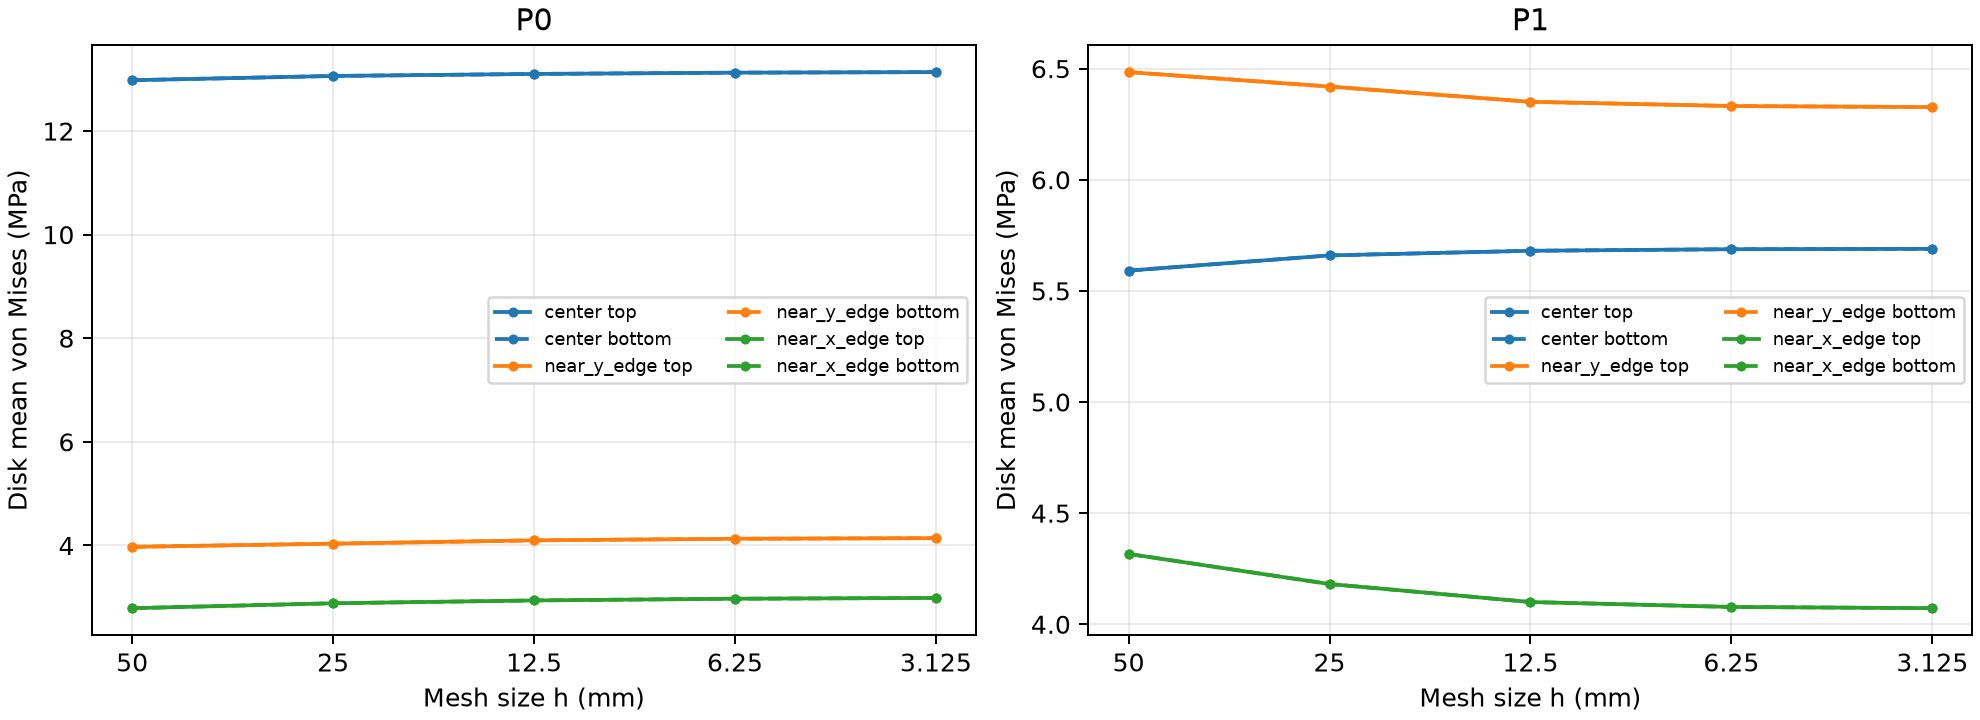 P0
Disk mean von Mises (MPa)
12
10
8
6
4
center top
center bottom
near_y_edge top
near_y_edge bottom
near_x_edge top
near_x_edge bottom
50 25 12.5 6.25 3.125
Mesh size h (mm)
P1
Disk mean von Mises (MPa)
6.5
6.0
5.5
5.0
4.5
4.0
center top
center bottom
near_y_edge top
near_y_edge bottom
near_x_edge top
near_x_edge bottom
50 25 12.5 6.25 3.125
Mesh size h (mm)